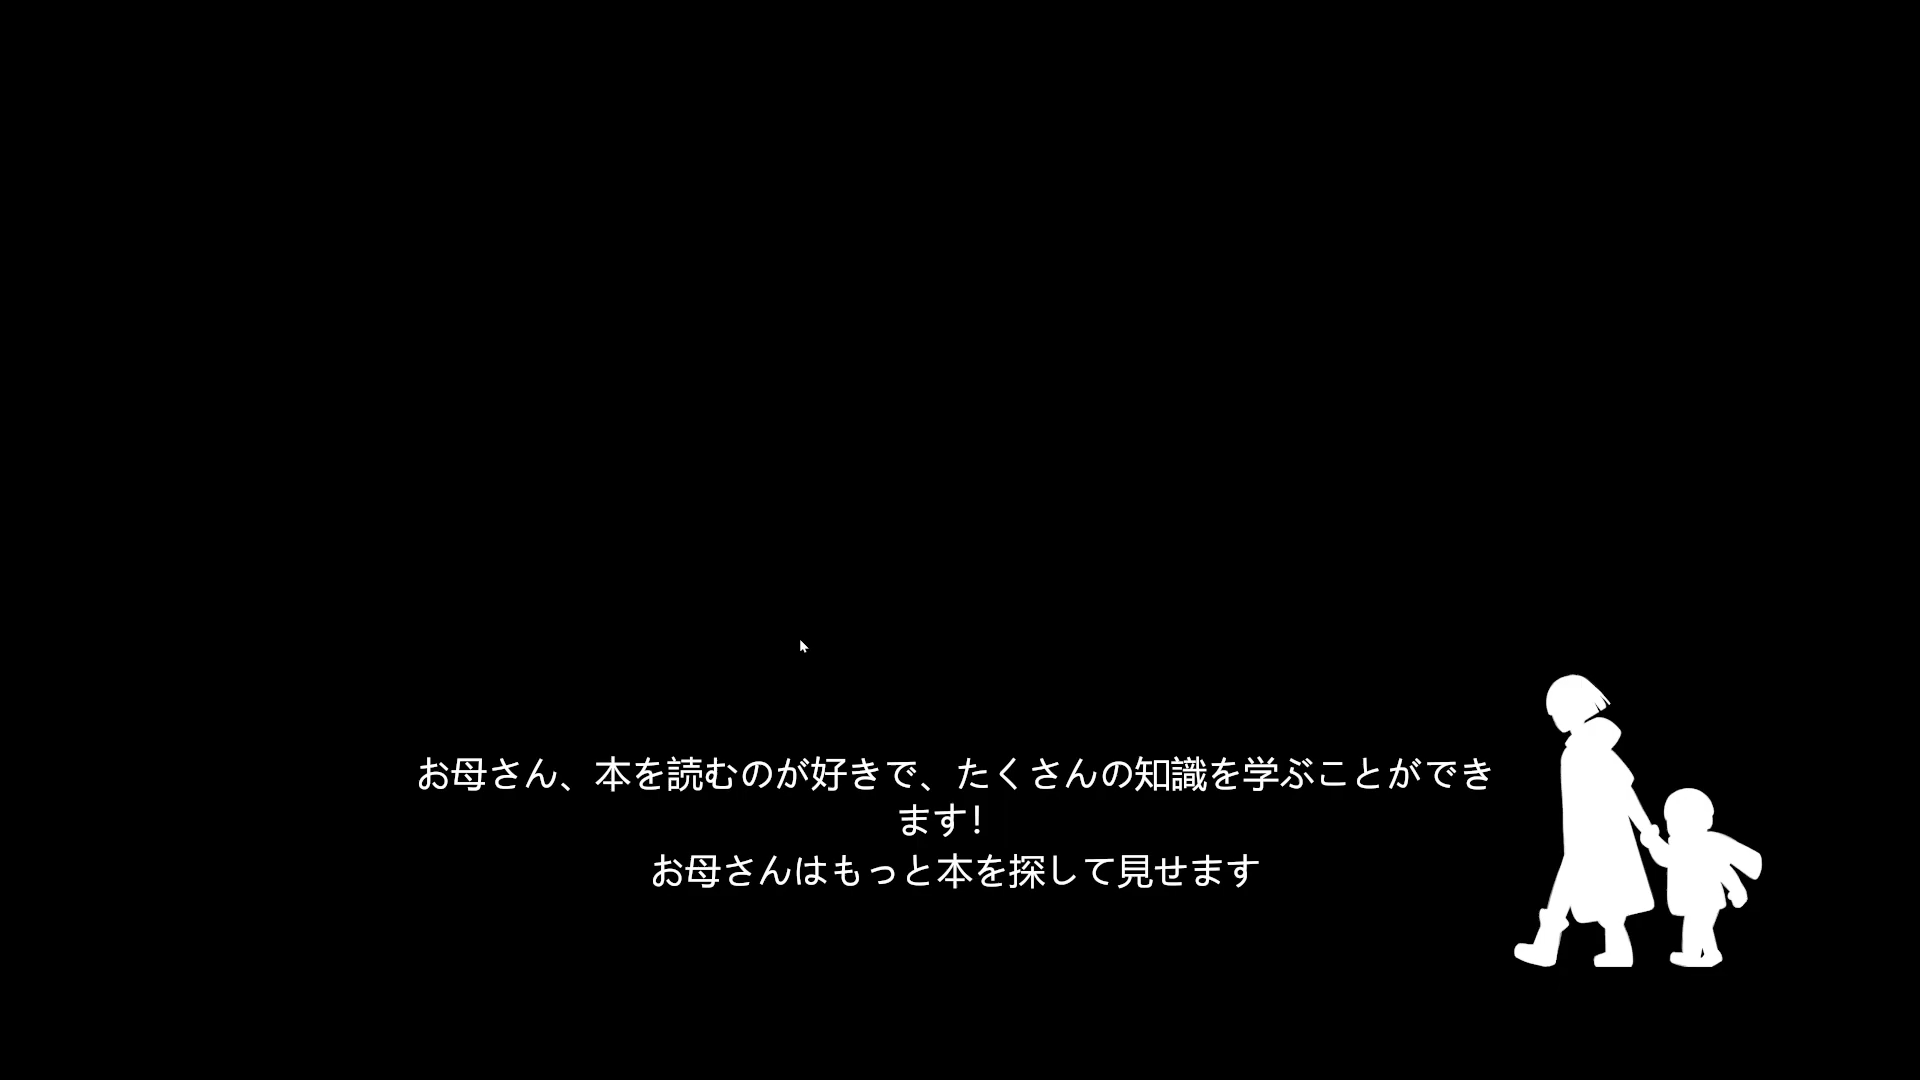 お母さん、本を読むのが好きで、たくさんの知識を学ぶことができ
ます!
お母さんはもっと本を探して見せます